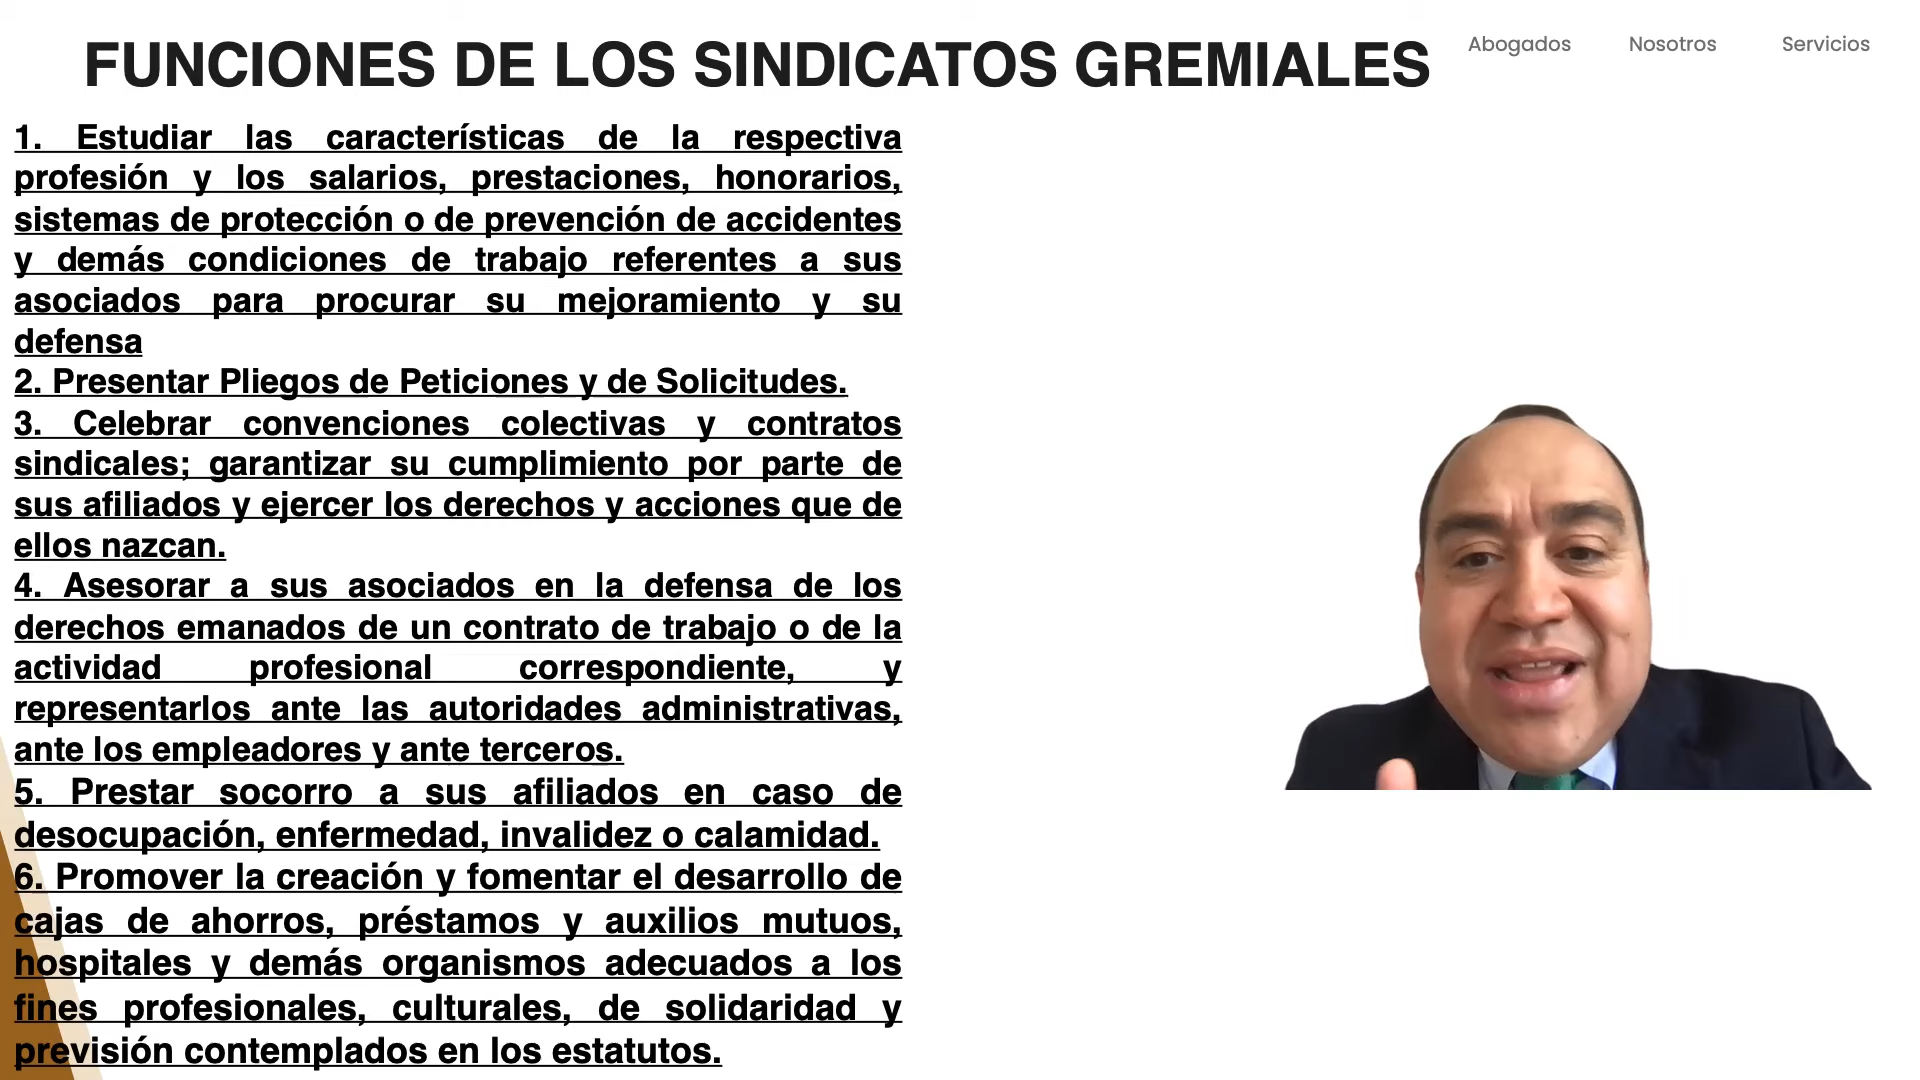 FUNCIONES DE LOS SINDICATOS GREMIALES
Abogados
Nosotros
Servicios
1. Estudiar las características de la respectiva
profesión y los salarios, prestaciones, honorarios,
sistemas de protección o de prevención de accidentes
y demás condiciones de trabajo referentes a sus
asociados para procurar su mejoramiento y su
defensa
2. Presentar Pliegos de Peticiones y de Solicitudes.
3. Celebrar convenciones colectivas y contratos
sindicales; garantizar su cumplimiento por parte de
sus afiliados y ejercer los derechos y acciones que de
ellos nazcan.
4. Asesorar a sus asociados en la defensa de los
derechos emanados de un contrato de trabajo o de la
actividad profesional correspondiente, y
representarlos ante las autoridades administrativas,
ante los empleadores y ante terceros.
5. Prestar socorro a sus afiliados en caso de
desocupación, enfermedad, invalidez o calamidad.
6. Promover la creación y fomentar el desarrollo de
cajas de ahorros, préstamos y auxilios mutuos,
hospitales y demás organismos adecuados a los
fines profesionales, culturales, de solidaridad y
previsión contemplados en los estatutos.